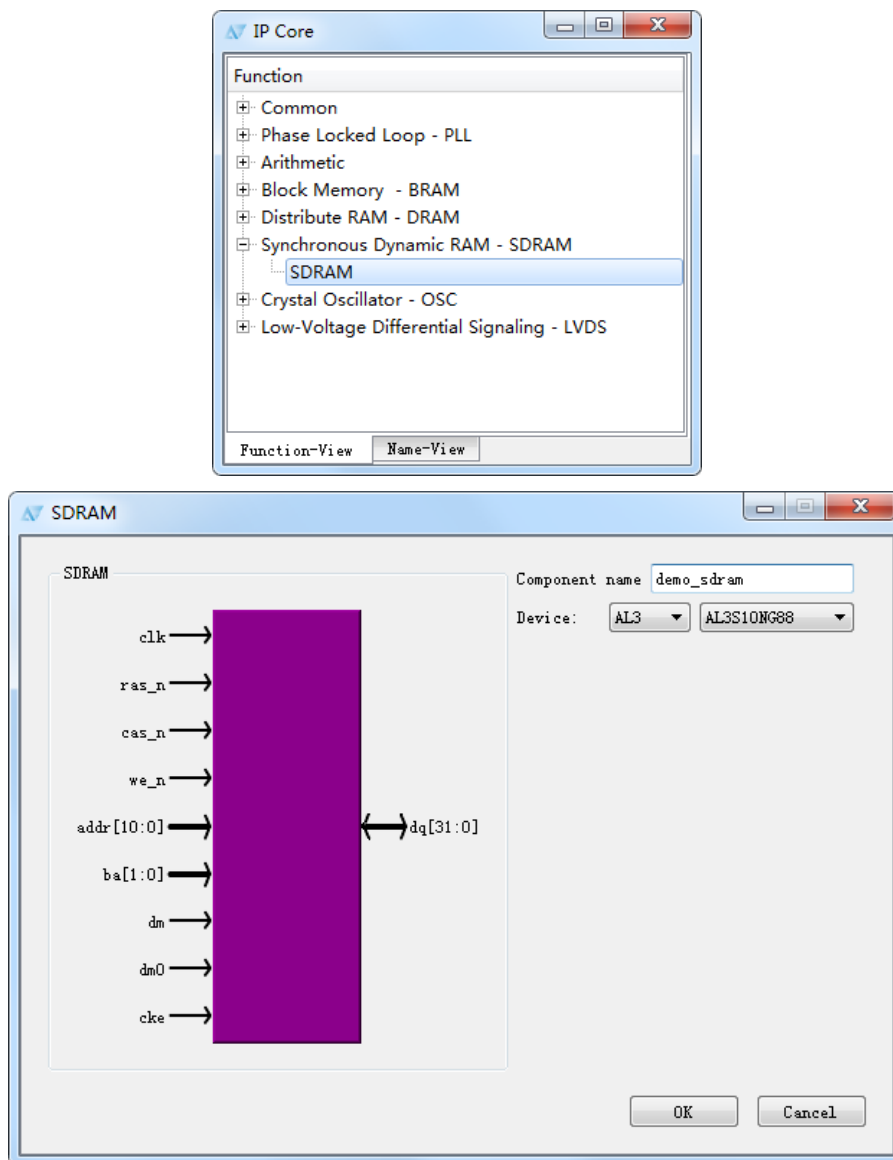 IP Core
Function
Common
Phase Locked Loop - PLL
Arithmetic
Block Memory - BRAM
Distribute RAM - DRAM
Synchronous Dynamic RAM - SDRAM
SDRAM
Crystal Oscillator - OSC
Low-Voltage Differential Signaling - LVDS
Function-View Name-View
SDRAM
SDRAM
Component name demo_sdram
Device: AL3 AL3S10NG88
clk
ras_n
cas_n
we_n
addr[10:0] dq[31:0]
ba[1:0]
dm
dm0
cke
OK Cancel